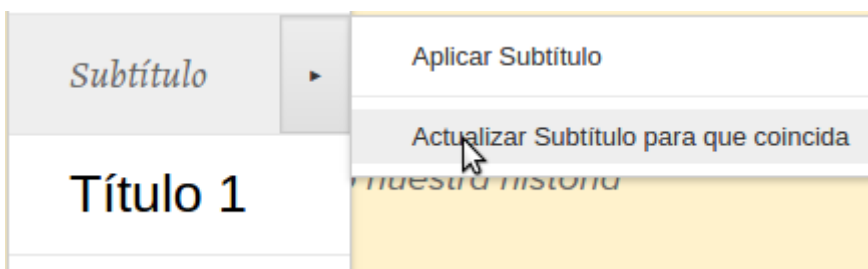 Aplicar Subtítulo
Subtítulo
Actualizar Subtítulo para que coincida
nuestra historia
Título 1